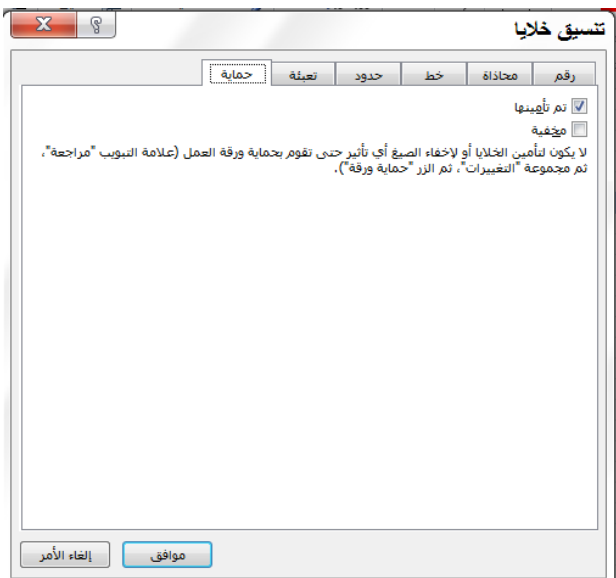 تنسيق خلايا
رقم محاذاة خط حدود تعبئة حماية
تم تأمينها
مخفية
لا يكون لتأمين الخلايا أو لإخفاء الصيغ أي تأثير حتى تقوم بحماية ورقة العمل (علامة التبويب "مراجعة"،
ثم مجموعة "التغييرات"، ثم الزر "حماية ورقة").
موافق إلغاء الأمر